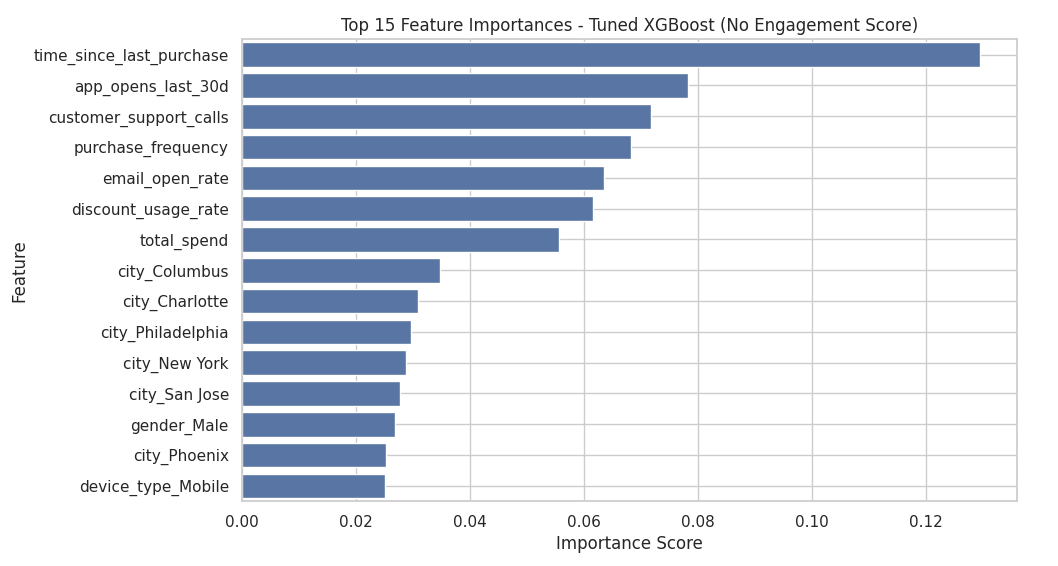 Top 15 Feature Importances - Tuned XGBoost (No Engagement Score)
time_since_last_purchase
app_opens_last_30d
customer_support_calls
purchase_frequency
email_open_rate
discount_usage_rate
total_spend
city_Columbus
city_Charlotte
city_Philadelphia
city_New York
city_San Jose
gender_Male
city_Phoenix
device_type_Mobile
Feature
0.00 0.02 0.04 0.06 0.08 0.10 0.12
Importance Score